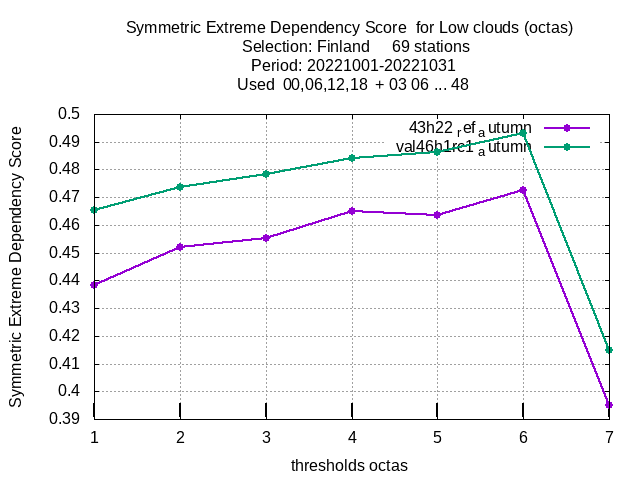 Symmetric Extreme Dependency Score for Low clouds (octas)
Selection: Finland 69 stations
Period: 20221001-20221031
Used 00,06,12,18 + 03 06 ... 48
Symmetric Extreme Dependency Score
0.5
0.49
0.48
0.47
0.46
0.45
0.44
0.43
0.42
0.41
0.4
0.39
43h22 ref autumn
val46h1rc1 autumn
1 2 3 4 5 6 7
thresholds octas